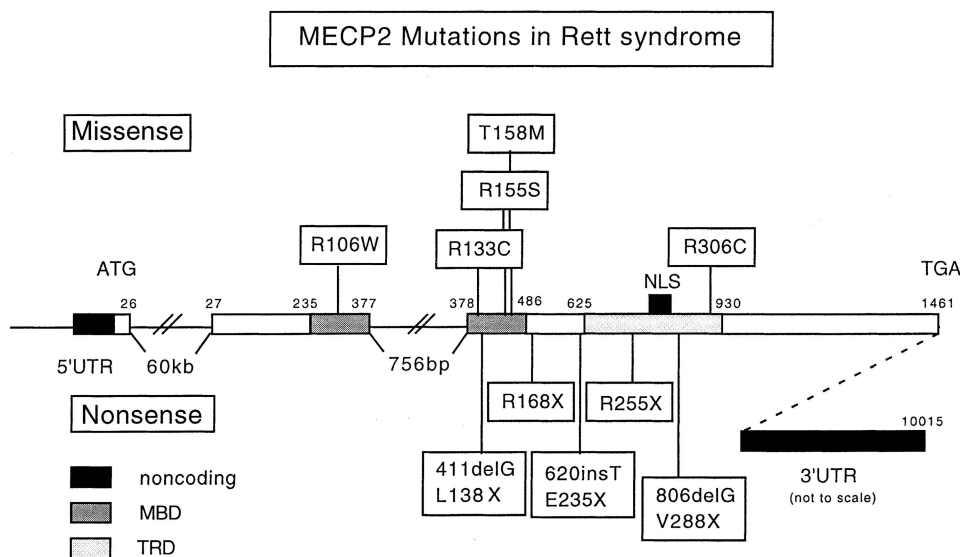 MECP2 Mutations in Rett syndrome
Missense
T158M
R155S
R106W
R133C
R306C
ATG
NLS
TGA
26
27
235
377
378
486
625
930
1461
5'UTR
60kb
756bp
R168X
R255X
Nonsense
10015
411delG
L138X
620insT
E235X
806delG
V288X
3'UTR
(not to scale)
noncoding
MBD
TRD